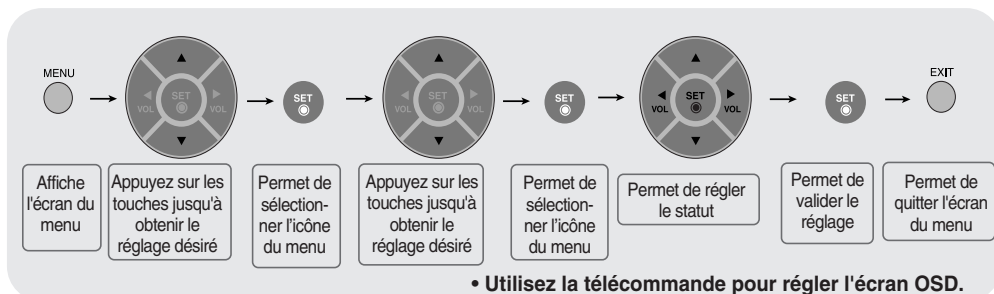 MENU
SET
VOL
VOL
SET
SET
VOL
VOL
SET
SET
VOL
VOL
SET
EXIT
Affiche
l'écran du
menu
Appuyez sur les
touches jusqu'à
obtenir le
réglage désiré
Permet de
sélection-
ner l'icône
du menu
Appuyez sur les
touches jusqu'à
obtenir le
réglage désiré
Permet de
sélection-
ner l'icône
du menu
Permet de régler
le statut
Permet de
valider le
réglage
Permet de
quitter l'écran
du menu
• Utilisez la télécommande pour régler l'écran OSD.